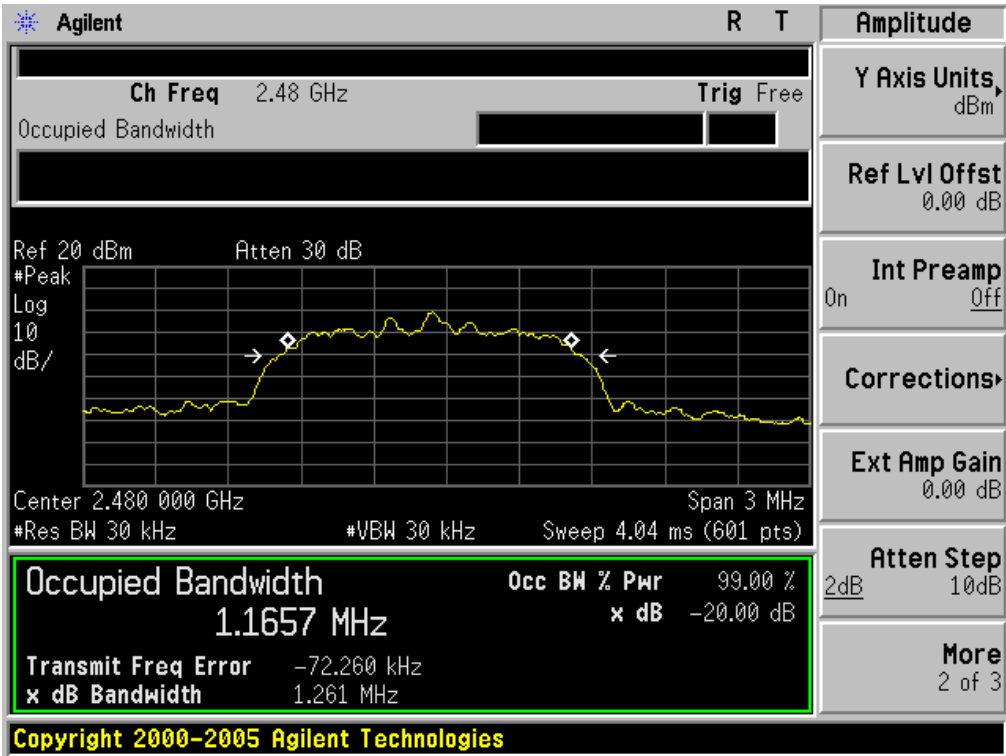 Agilent R T
Ch Freq 2.48 GHz Trig Free
Occupied Bandwidth
Ref 20 dBm Atten 30 dB
#Peak
Log
10
dB/
Center 2.480 000 GHz Span 3 MHz
#Res BW 30 kHz #VBW 30 kHz Sweep 4.04 ms (601 pts)
Occupied Bandwidth Occ BW % Pwr 99.00 %
1.1657 MHz x dB -20.00 dB
Transmit Freq Error -72.260 kHz
x dB Bandwidth 1.261 MHz
Copyright 2000-2005 Agilent Technologies
Amplitude
Y Axis Units
dBm
Ref Lvl Offst
0.00 dB
Int Preamp
On Off
Corrections
Ext Amp Gain
0.00 dB
Atten Step
2dB 10dB
More
2 of 3